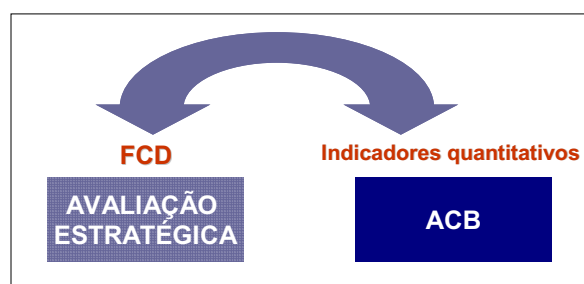 FCD
Indicadores quantitativos
AVALIAÇÃO
ESTRATÉGICA
ACB